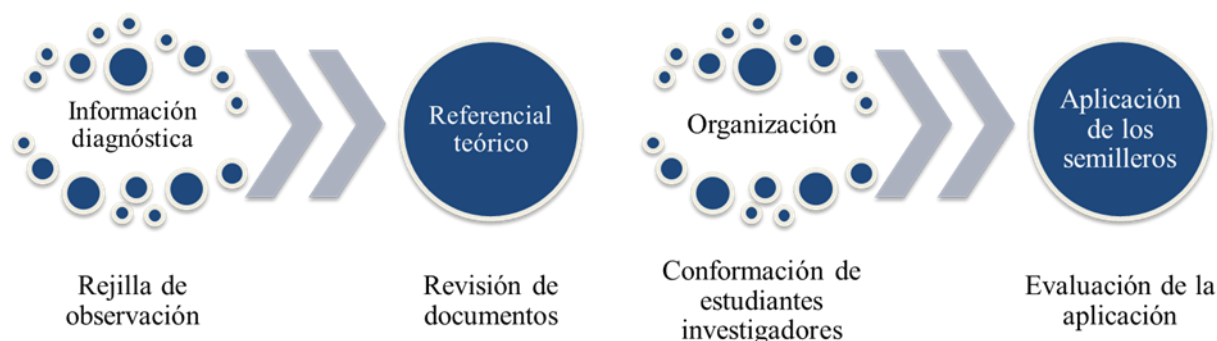 Información
diagnóstica
Referencial
teórico
Organización
Aplicación
de los
semilleros
Rejilla de
observación
Revisión de
documentos
Conformación de
estudiantes
investigadores
Evaluación de la
aplicación